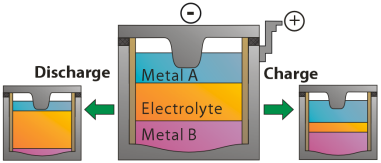 -
+
Discharge
Metal A
Charge
Electrolyte
Metal B